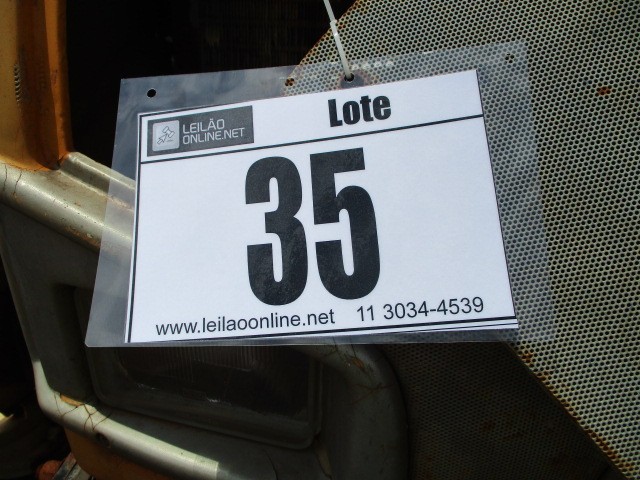 LEILÃO
ONLINE.NET
Lote
35
www.leilaoonline.net 11 3034-4539